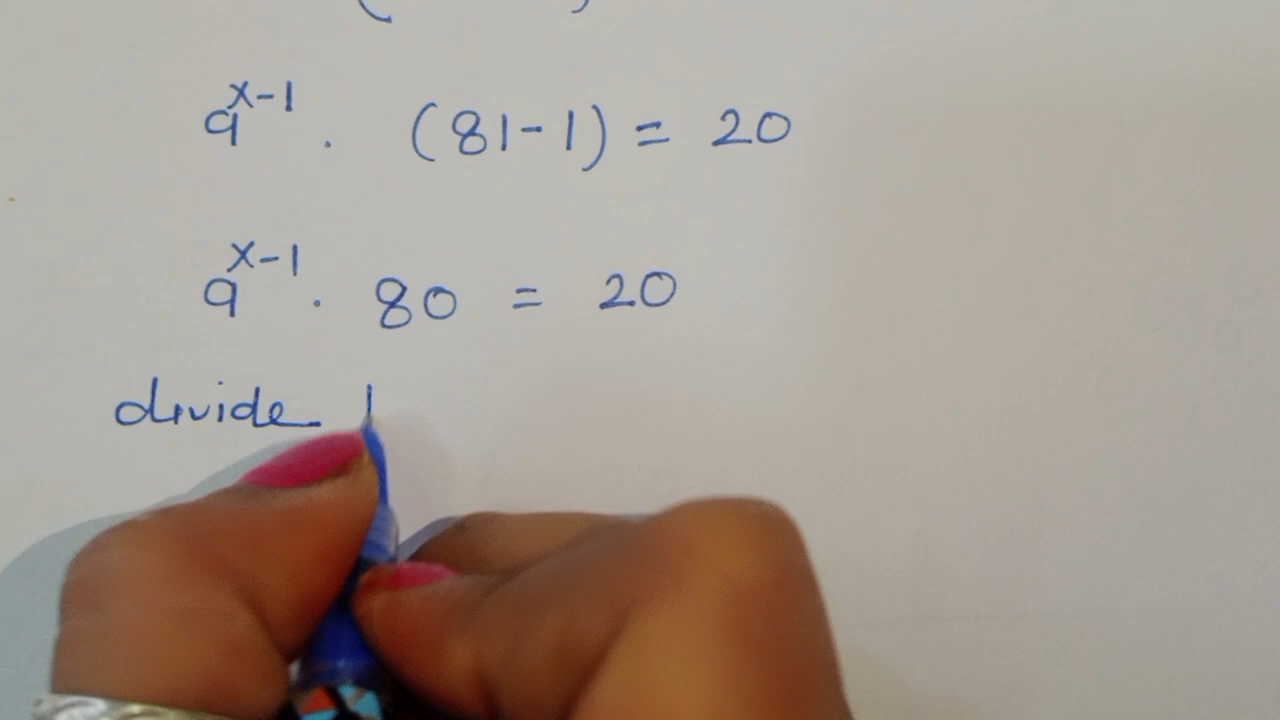 9^{x-1} . (81-1) = 20
9^{x-1} . 80 = 20
divide